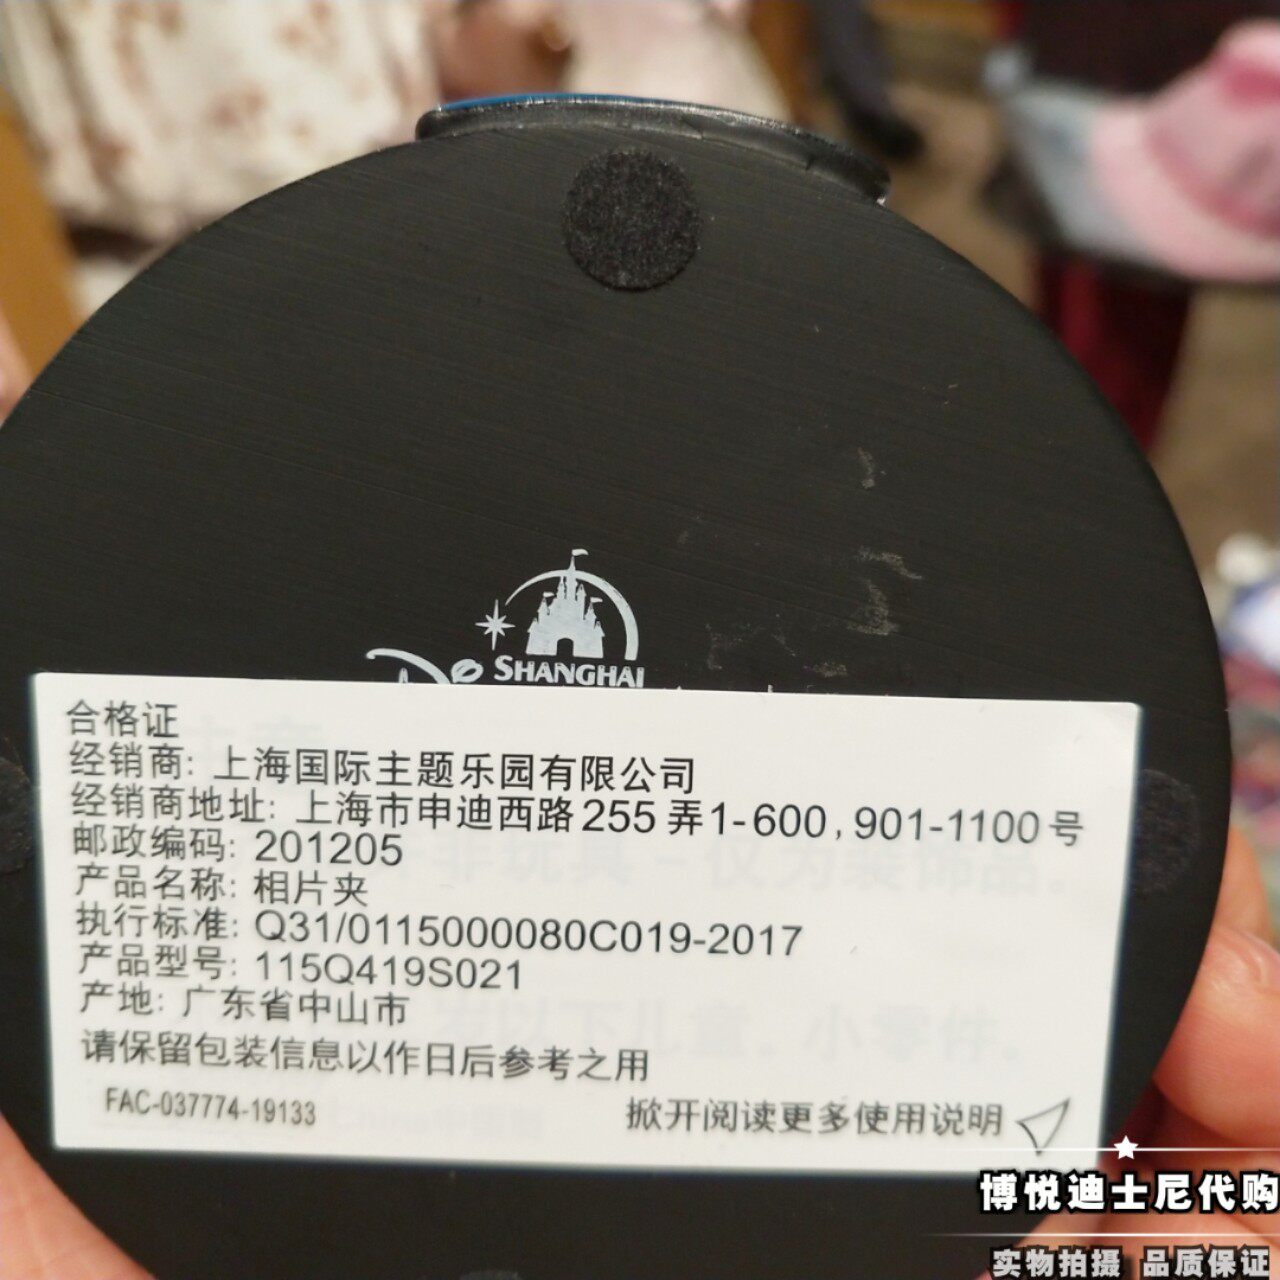 SHANGHAI
合格证
经销商: 上海国际主题乐园有限公司
经销商地址: 上海市申迪西路255弄1-600, 901-1100号
邮政编码: 201205
产品名称: 相片夹
执行标准: Q31/0115000080C019-2017
产品型号: 115Q419S021
产地: 广东省中山市
请保留包装信息以作日后参考之用
FAC-037774-19133
掀开阅读更多使用说明
博悦迪士尼代购
实物拍摄 品质保证